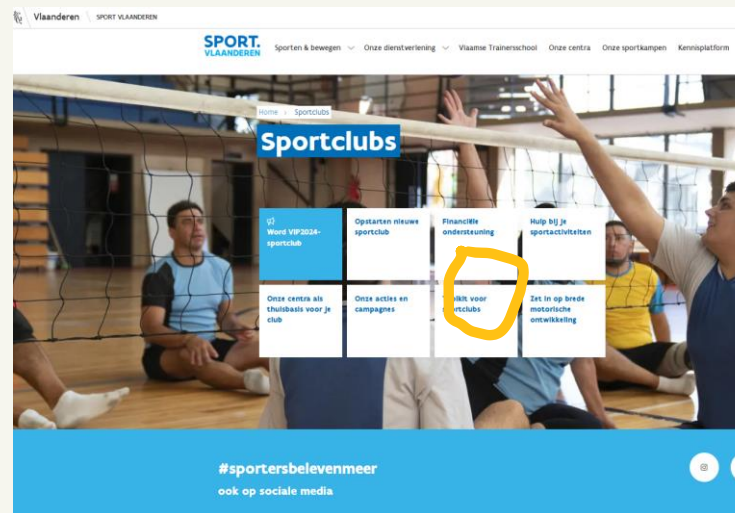 Vlaanderen SPORT VLAANDEREN
SPORT.
VLAANDEREN
Sporten & bewegen Onze dienstverlening Vlaamse Trainersschool Onze centra Onze sportkampen Kennisplatform
Home > Sportclubs
Sportclubs
Word VIP2024-
sportclub
Opstarten nieuwe
sportclub
Financiële
ondersteuning
Hulp bij je
sportactiviteiten
Onze centra als
thuisbasis voor je
club
Onze acties en
campagnes
voor
Zet in op brede
motorische
ontwikkeling
#sportersbelevenmeer
ook op sociale media